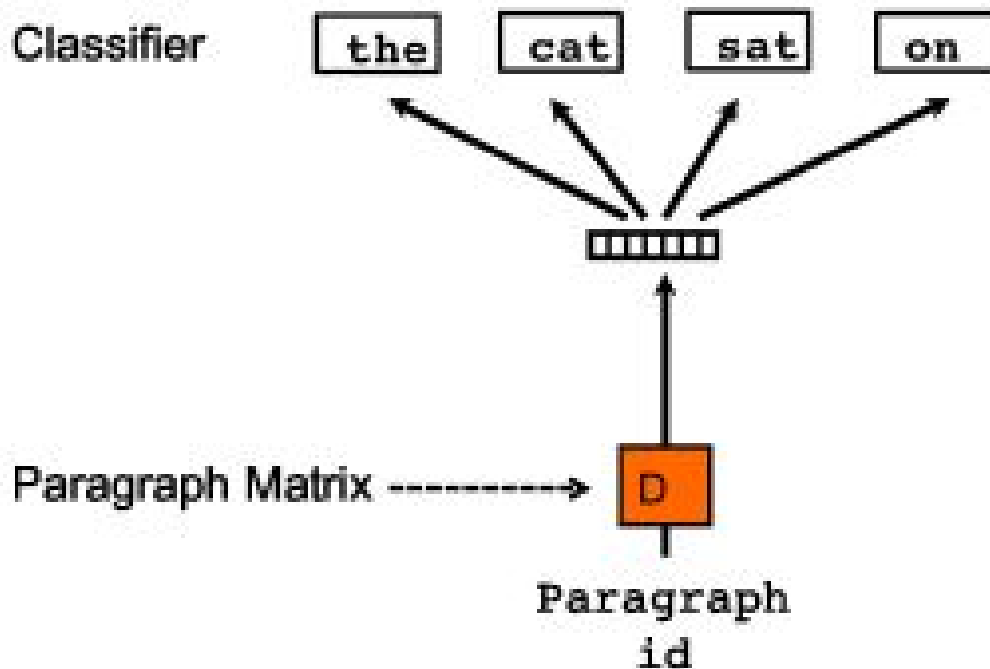 Classifier the cat sat on
Paragraph Matrix D
Paragraph
id